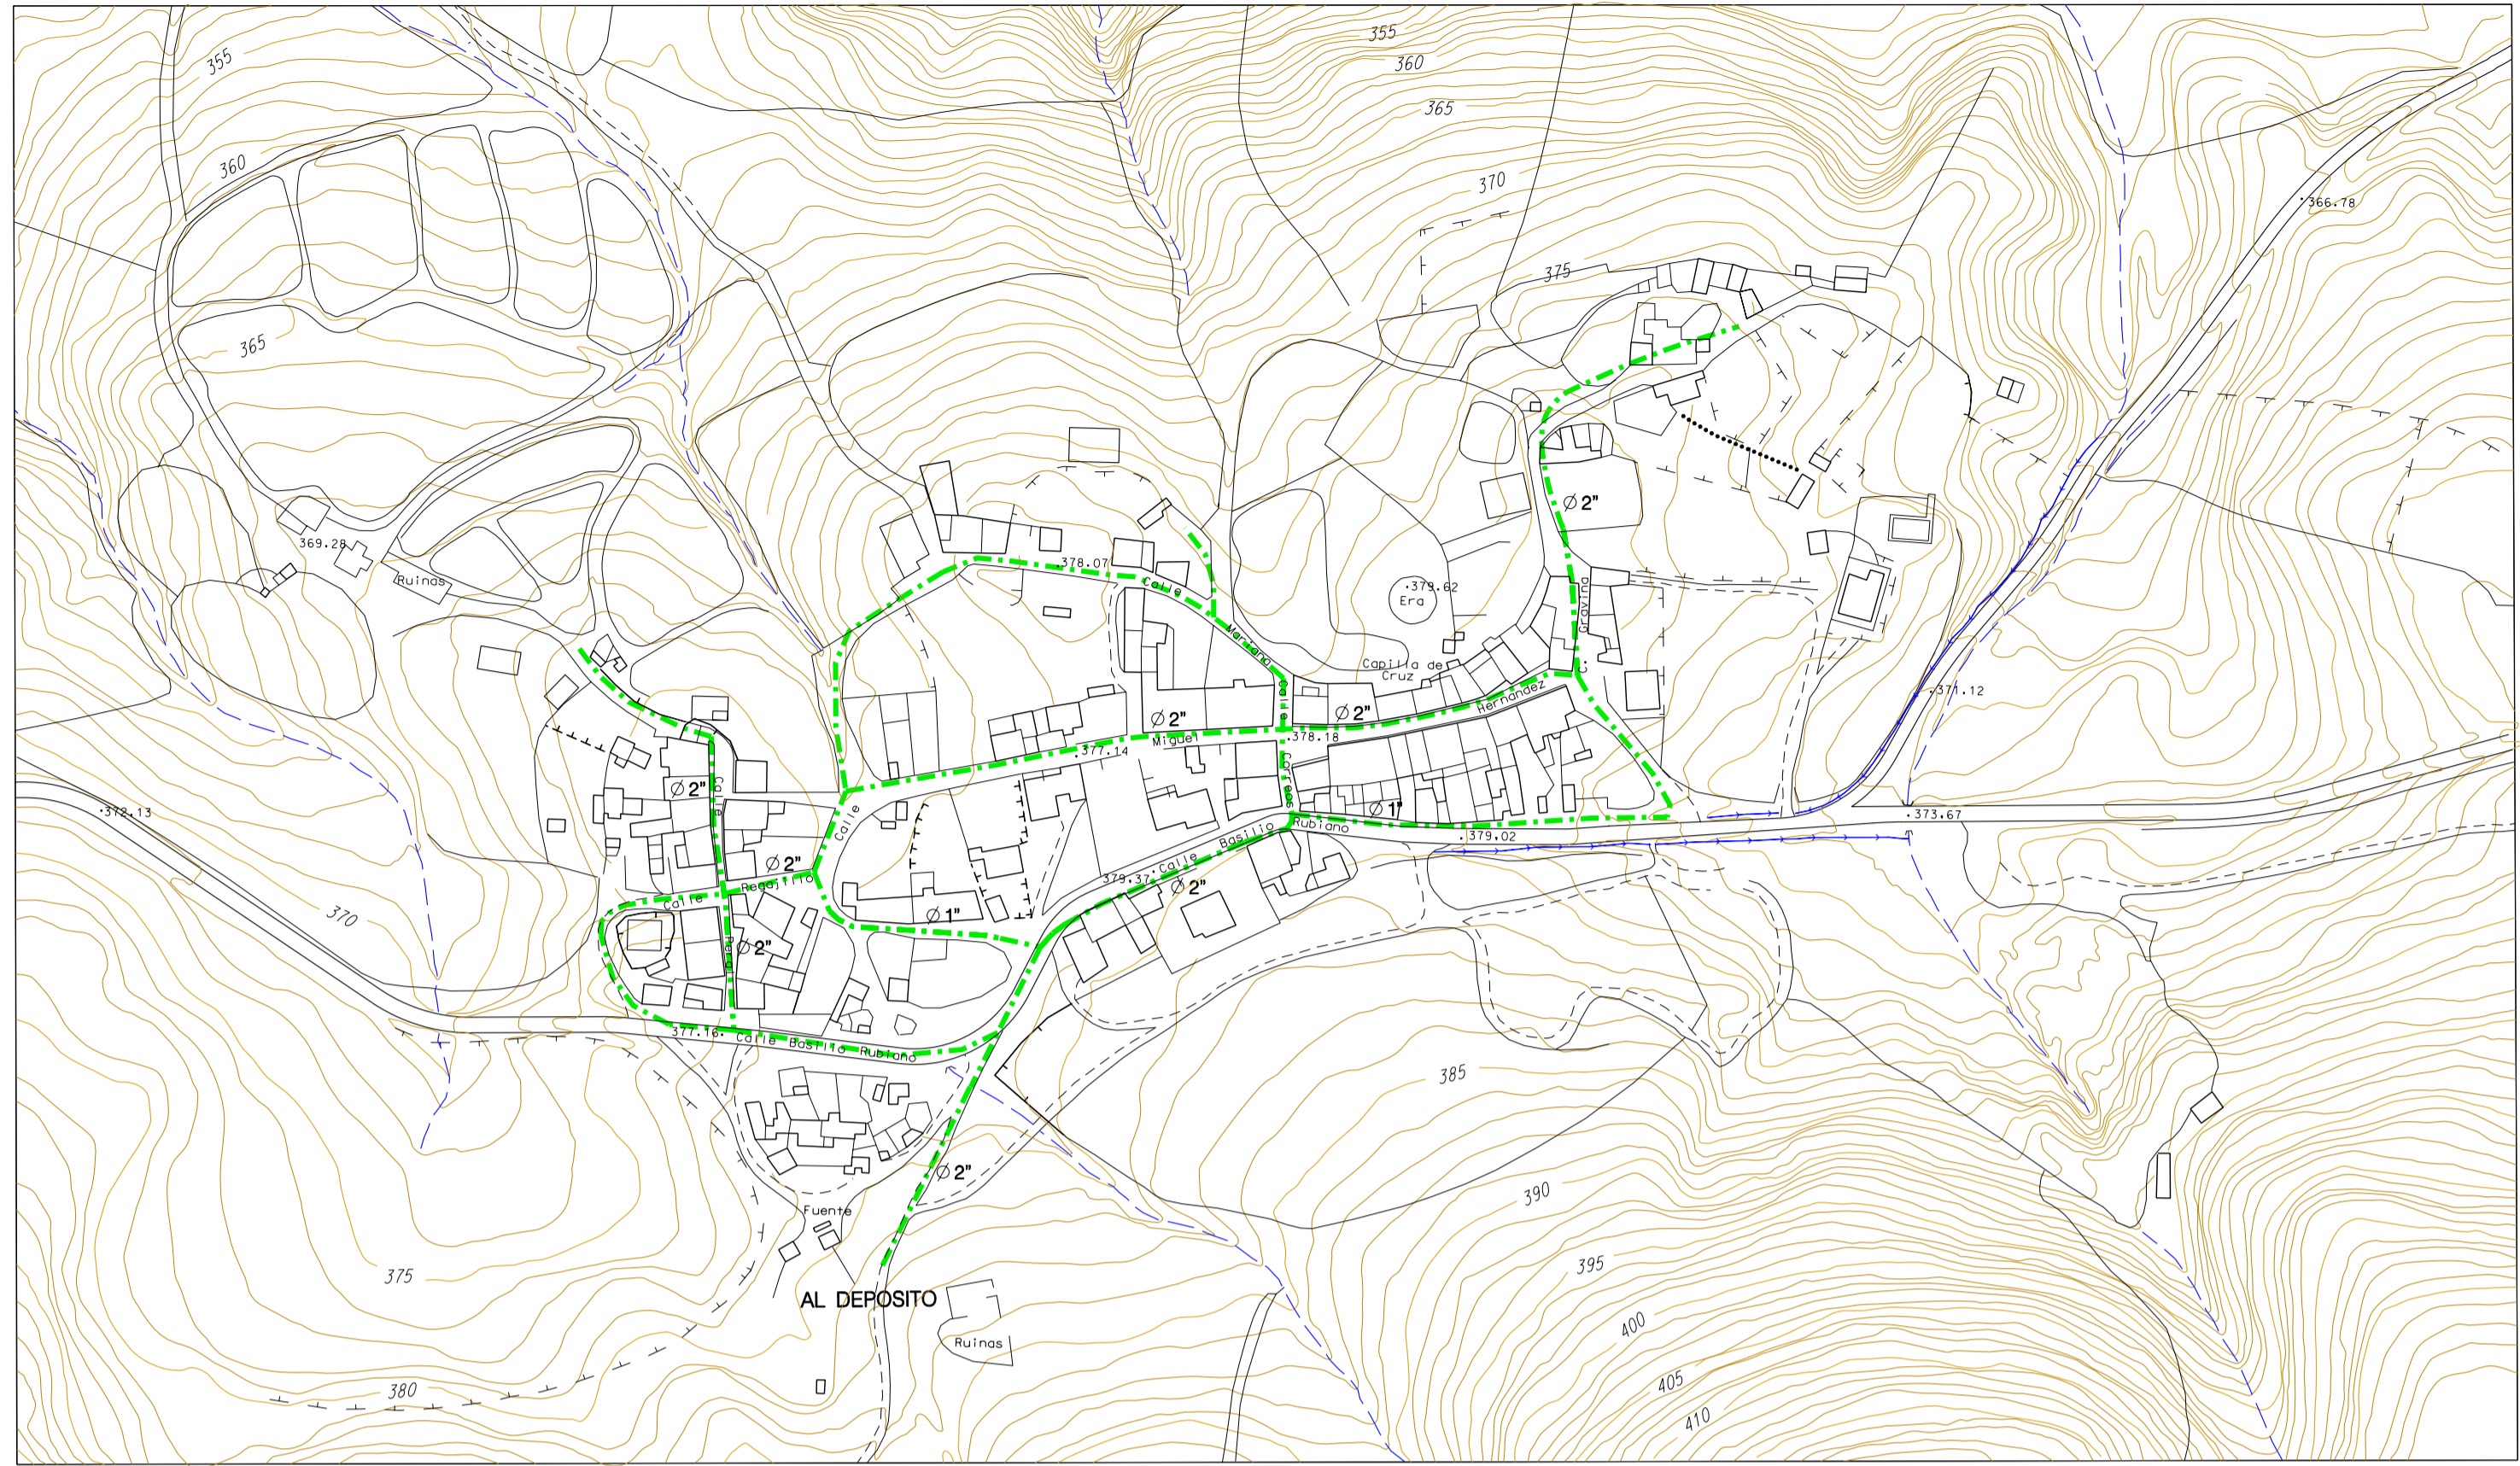 355
355
360
365
360
370
·366.78
375
365
Ø 2"
369.28
Ruinas
·378.07
Calle
Mariano
·379.62
Era
C. Gravina
Capilla de
Cruz
Calle Correos
Hernandez
·371.12
Ø 2"
Ø 2"
Miguel
·378.18
·377.14
Calle
Ø 2"
·372.13
Calle
Ø 1"
·373.67
Rubiano
·379.02
Basilio
Calle
Ø 2"
379.37·
Ø 2"
Regajillo
Calle
370
Ø 1"
Ø 2"
377.16· Calle Basilio Rubiano
385
Ø 2"
390
Fuente
395
375
AL DEPOSITO
400
Ruinas
405
380
410